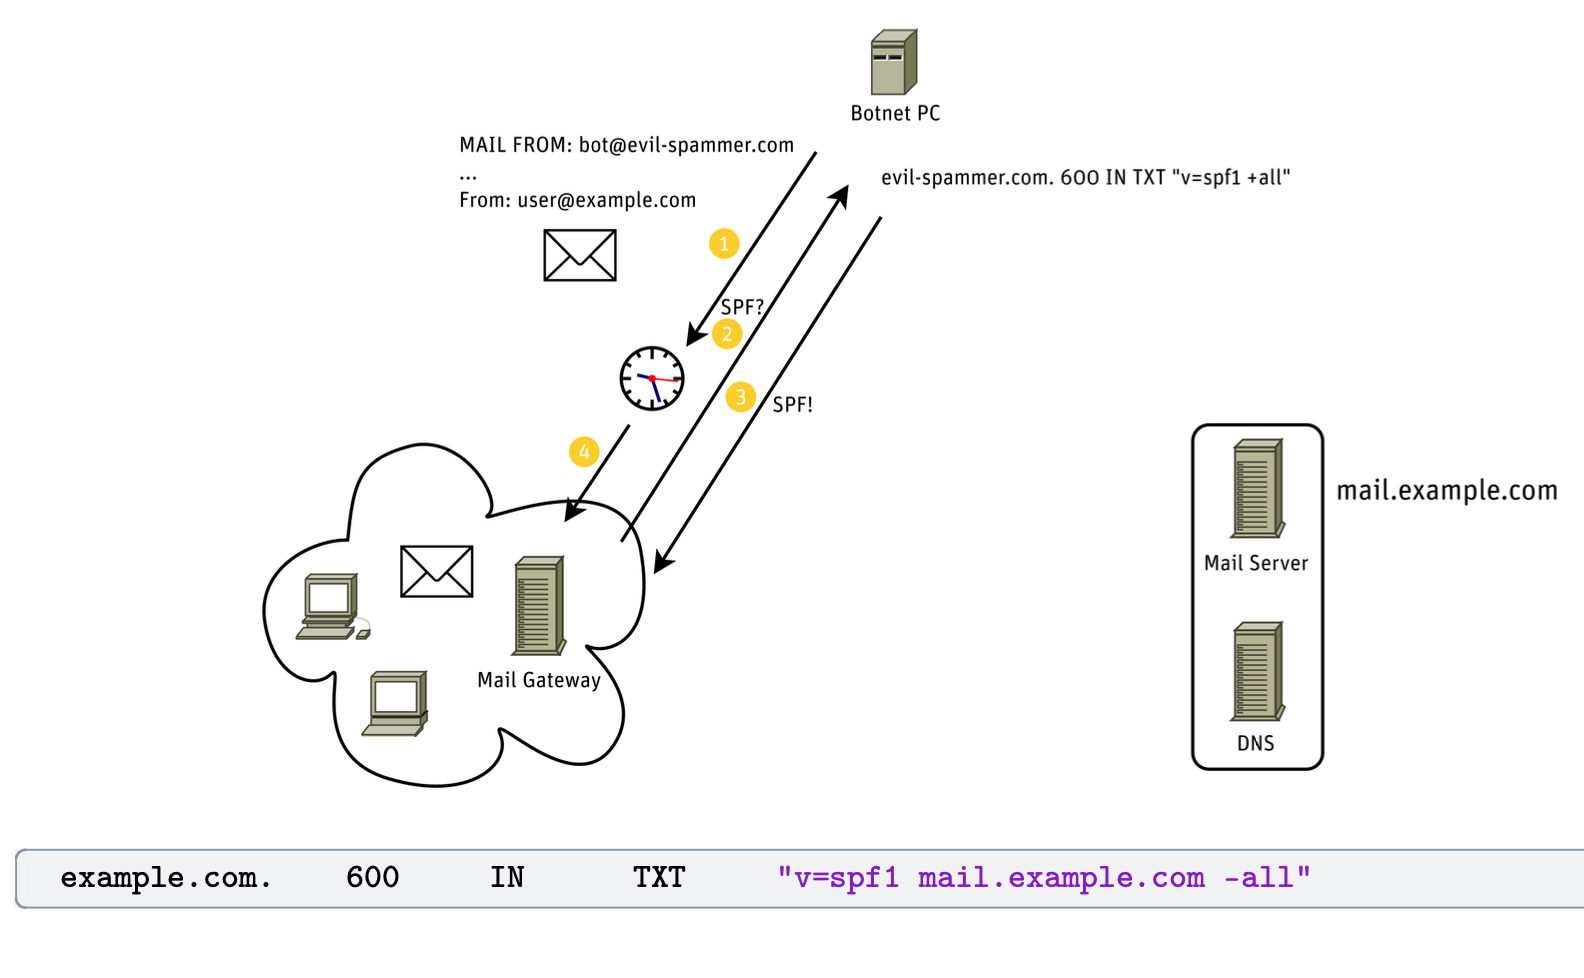 Botnet PC
MAIL FROM: bot@evil-spammer.com
...
From: user@example.com
evil-spammer.com. 600 IN TXT "v=spf1 +all"
1
SPF?
2
3
SPF!
4
mail.example.com
Mail Server
Mail Gateway
DNS
example.com. 600 IN TXT "v=spf1 mail.example.com -all"